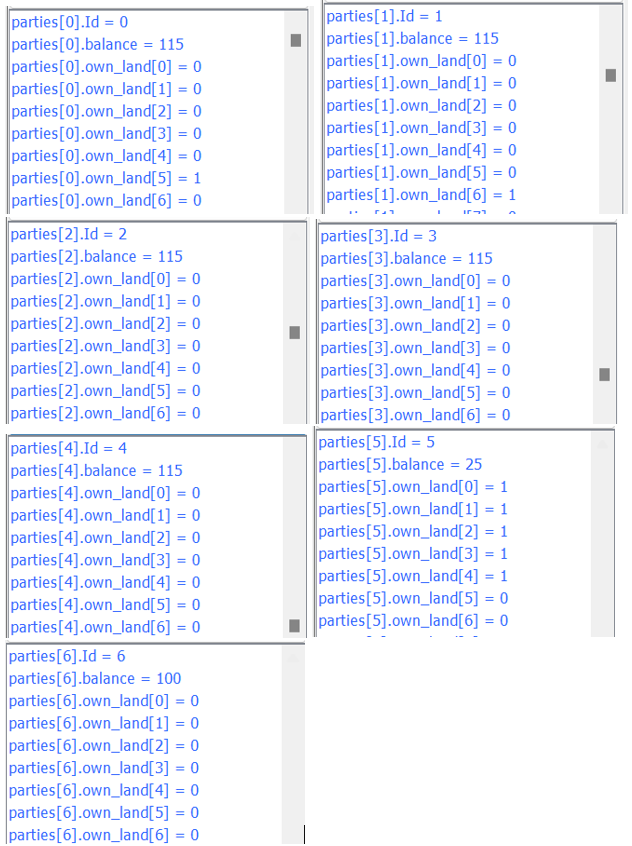 parties[0].Id = 0
parties[0].balance = 115
parties[0].own_land[0] = 0
parties[0].own_land[1] = 0
parties[0].own_land[2] = 0
parties[0].own_land[3] = 0
parties[0].own_land[4] = 0
parties[0].own_land[5] = 1
parties[0].own_land[6] = 0
parties[1].Id = 1
parties[1].balance = 115
parties[1].own_land[0] = 0
parties[1].own_land[1] = 0
parties[1].own_land[2] = 0
parties[1].own_land[3] = 0
parties[1].own_land[4] = 0
parties[1].own_land[5] = 0
parties[1].own_land[6] = 1
parties[2].Id = 2
parties[2].balance = 115
parties[2].own_land[0] = 0
parties[2].own_land[1] = 0
parties[2].own_land[2] = 0
parties[2].own_land[3] = 0
parties[2].own_land[4] = 0
parties[2].own_land[5] = 0
parties[2].own_land[6] = 0
parties[3].Id = 3
parties[3].balance = 115
parties[3].own_land[0] = 0
parties[3].own_land[1] = 0
parties[3].own_land[2] = 0
parties[3].own_land[3] = 0
parties[3].own_land[4] = 0
parties[3].own_land[5] = 0
parties[3].own_land[6] = 0
parties[4].Id = 4
parties[4].balance = 115
parties[4].own_land[0] = 0
parties[4].own_land[1] = 0
parties[4].own_land[2] = 0
parties[4].own_land[3] = 0
parties[4].own_land[4] = 0
parties[4].own_land[5] = 0
parties[4].own_land[6] = 0
parties[5].Id = 5
parties[5].balance = 25
parties[5].own_land[0] = 1
parties[5].own_land[1] = 1
parties[5].own_land[2] = 1
parties[5].own_land[3] = 1
parties[5].own_land[4] = 1
parties[5].own_land[5] = 0
parties[5].own_land[6] = 0
parties[6].Id = 6
parties[6].balance = 100
parties[6].own_land[0] = 0
parties[6].own_land[1] = 0
parties[6].own_land[2] = 0
parties[6].own_land[3] = 0
parties[6].own_land[4] = 0
parties[6].own_land[5] = 0
parties[6].own_land[6] = 0